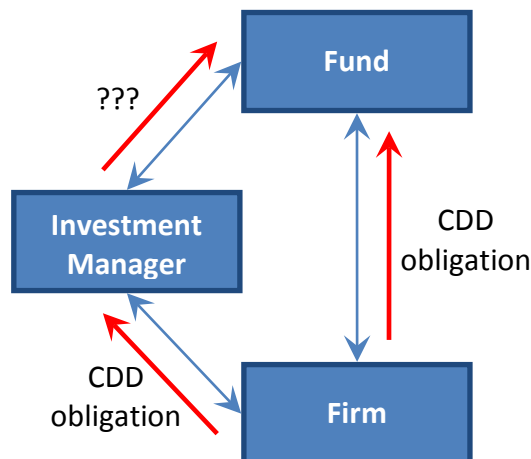 Fund
???
Investment
Manager
CDD
obligation
CDD
obligation
Firm